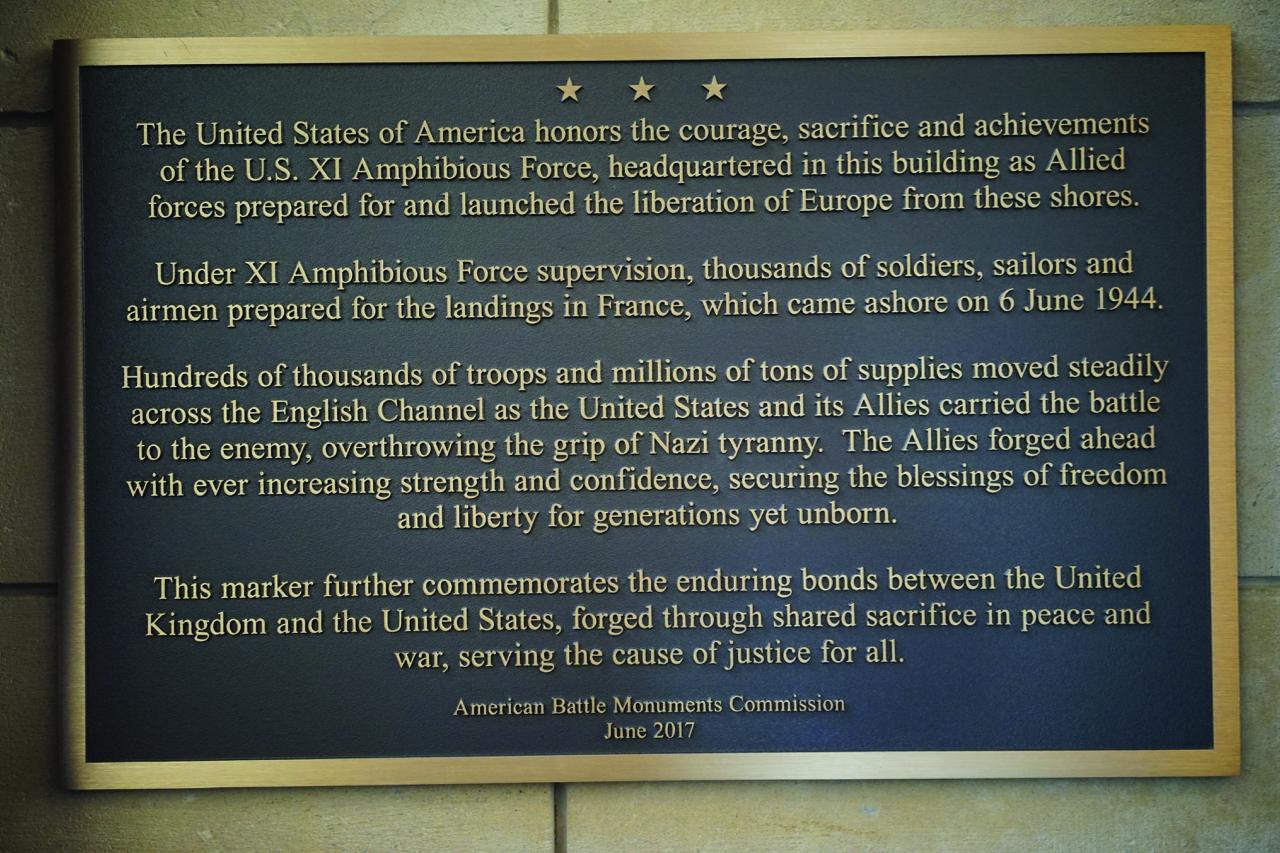 The United States of America honors the courage, sacrifice and achievements
of the U.S. XI Amphibious Force, headquartered in this building as Allied
forces prepared for and launched the liberation of Europe from these shores.
Under XI Amphibious Force supervision, thousands of soldiers, sailors and
airmen prepared for the landings in France, which came ashore on 6 June 1944.
Hundreds of thousands of troops and millions of tons of supplies moved steadily
across the English Channel as the United States and its Allies carried the battle
to the enemy, overthrowing the grip of Nazi tyranny. The Allies forged ahead
with ever increasing strength and confidence, securing the blessings of freedom
and liberty for generations yet unborn.
This marker further commemorates the enduring bonds between the United
Kingdom and the United States, forged through shared sacrifice in peace and
war, serving the cause of justice for all.
American Battle Monuments Commission
June 2017